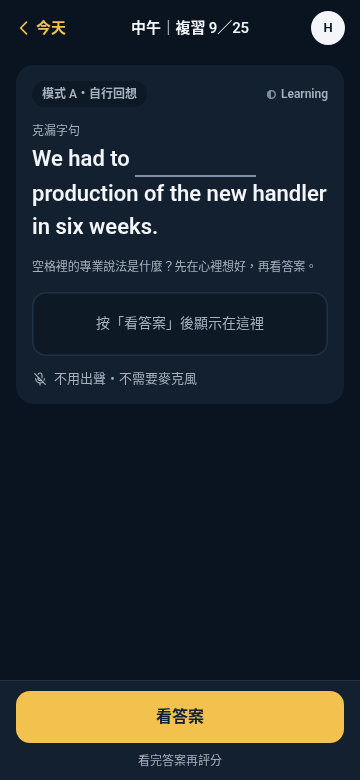 今天
中午｜複習 9／25
H
模式 A・自行回想
Learning
克漏字句
We had to ________
production of the new handler
in six weeks.
空格裡的專業說法是什麼？先在心裡想好，再看答案。
按「看答案」後顯示在這裡
不用出聲・不需要麥克風
看答案
看完答案再評分